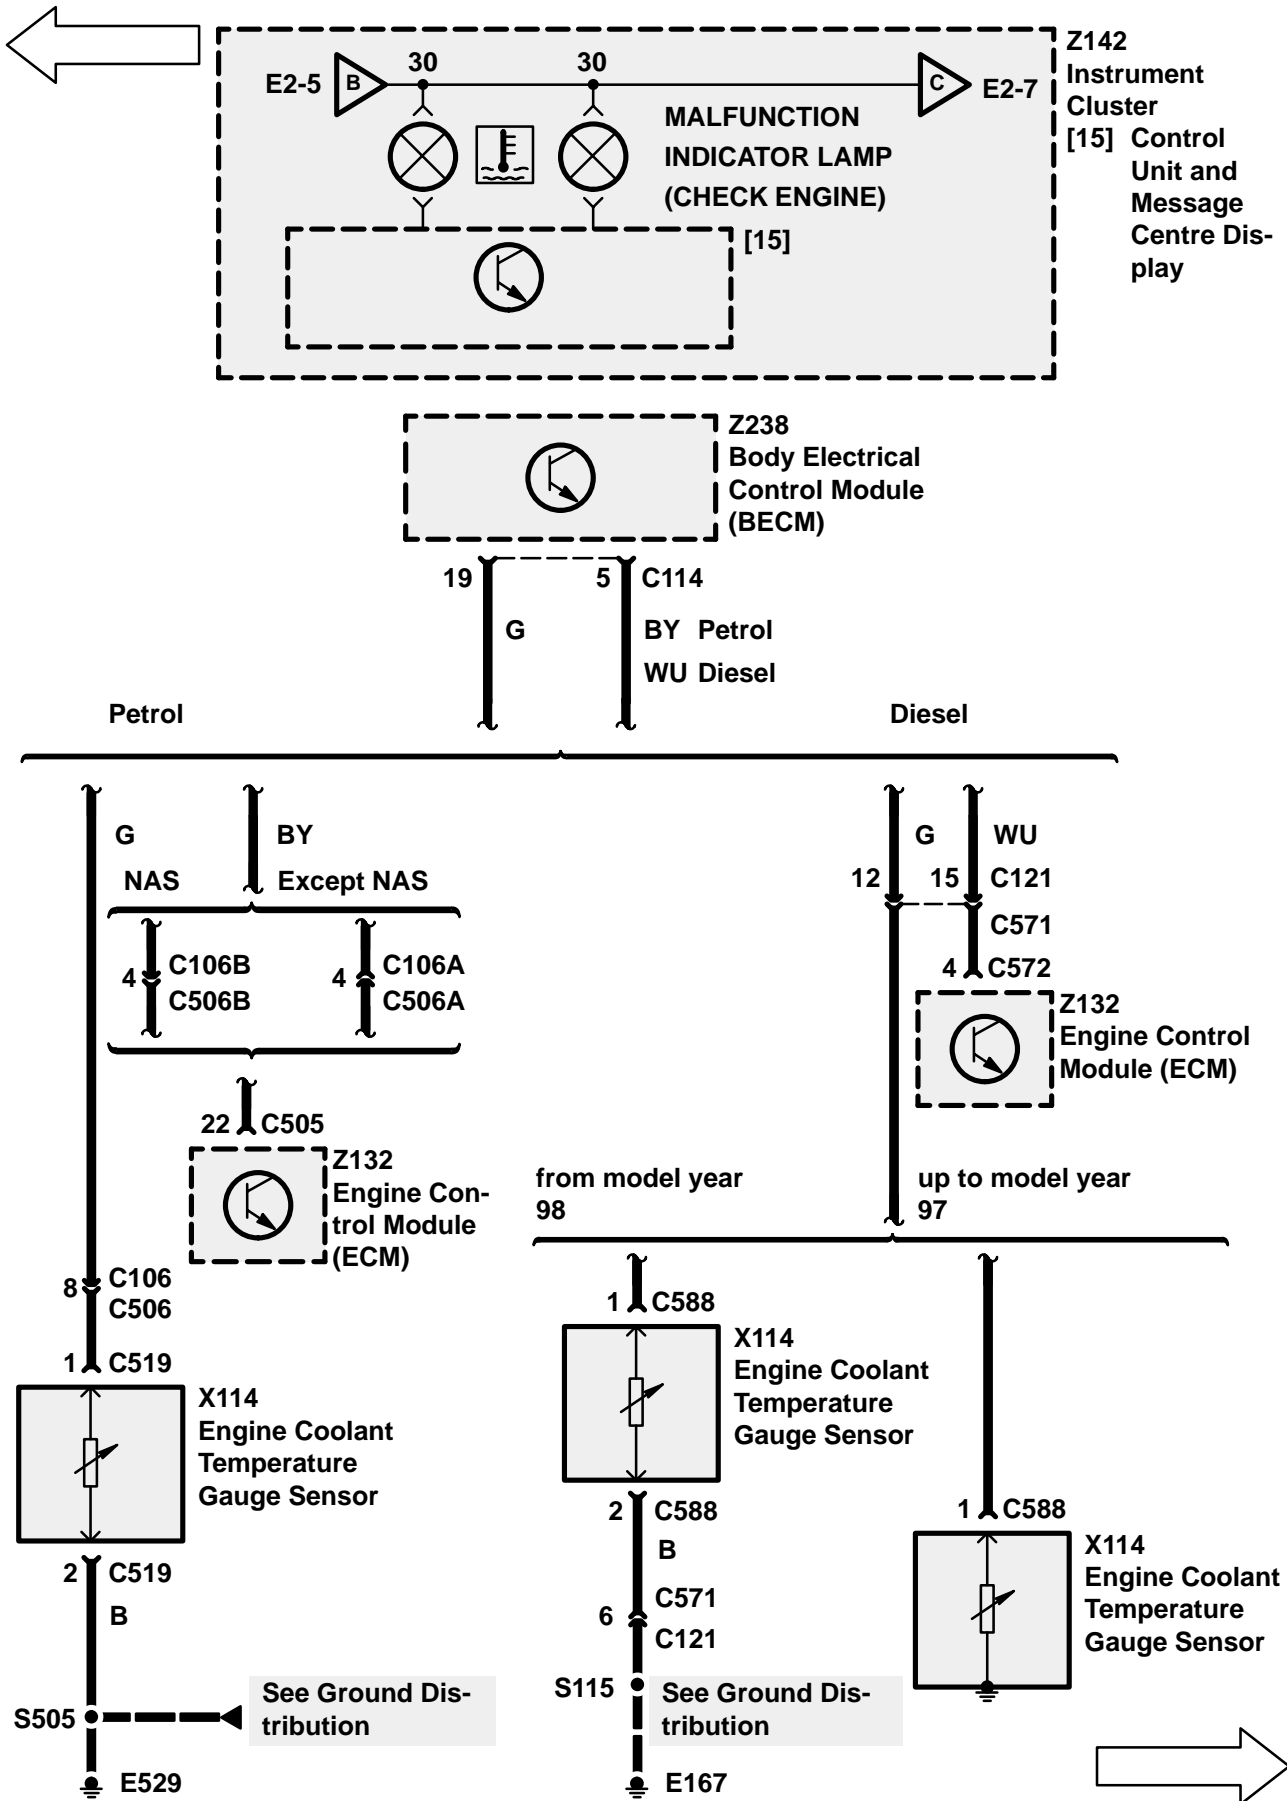 Z142
Instrument
Cluster
[15] Control
Unit and
Message
Centre Dis-
play
E2-5
B
30
30
C
E2-7
MALFUNCTION
INDICATOR LAMP
(CHECK ENGINE)
[15]
Z238
Body Electrical
Control Module
(BECM)
19
5
C114
G
BY Petrol
WU Diesel
Petrol
Diesel
G
BY
NAS
Except NAS
4
C106B
C506B
4
C106A
C506A
G
WU
12
15
C121
C571
4
C572
Z132
Engine Control
Module (ECM)
22
C505
Z132
Engine Con-
trol Module
(ECM)
from model year
98
up to model year
97
8
C106
C506
1
C519
X114
Engine Coolant
Temperature
Gauge Sensor
2
C519
B
S505
See Ground Dis-
tribution
E529
1
C588
X114
Engine Coolant
Temperature
Gauge Sensor
2
C588
B
6
C571
C121
S115
See Ground Dis-
tribution
E167
1
C588
X114
Engine Coolant
Temperature
Gauge Sensor